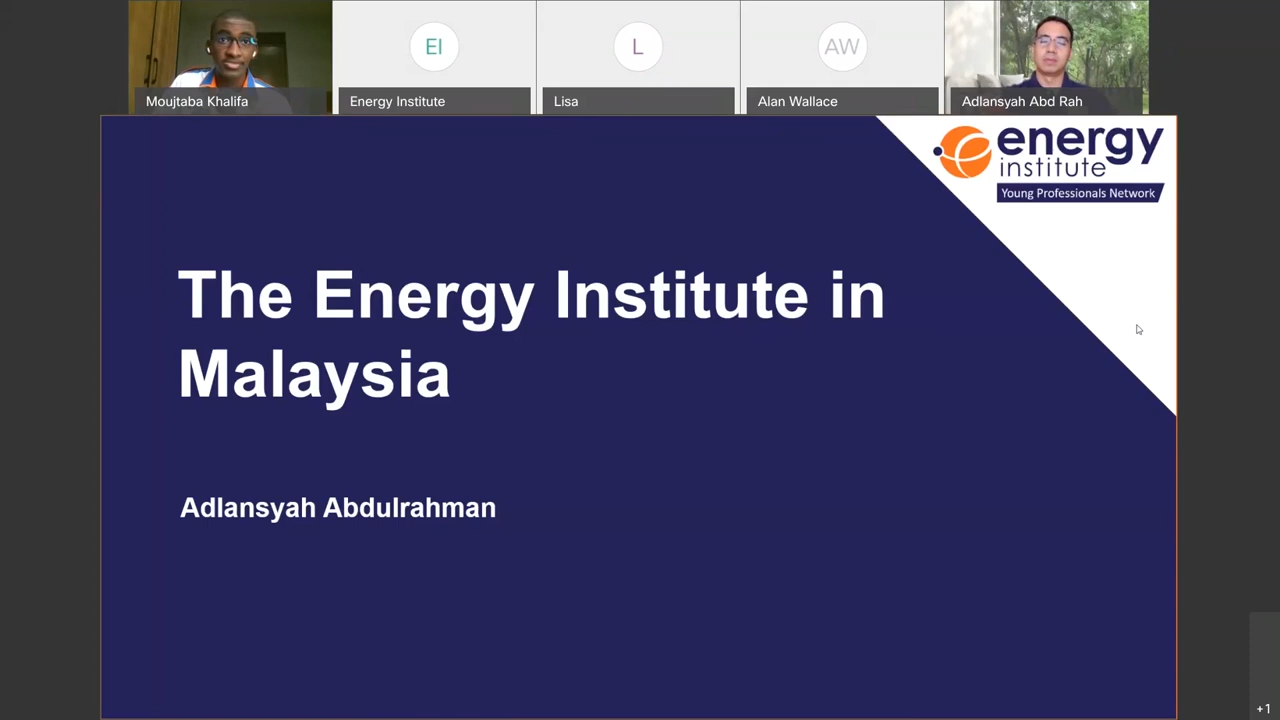 EI
L
AW
Moujtaba Khalifa
Energy Institute
Lisa
Alan Wallace
Adlansyah Abd Rah
energy
institute
Young Professionals Network
The Energy Institute in
Malaysia
Adlansyah Abdulrahman
+1